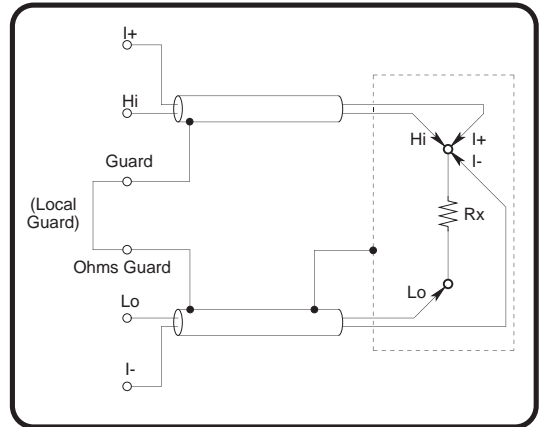 I+
Hi
Hi
I+
I-
Guard
(Local
Guard)
Rx
Ohms Guard
Lo
Lo
I-